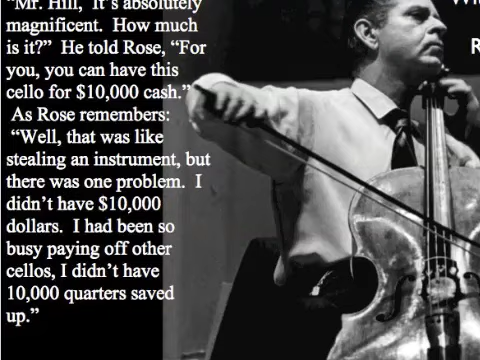 "Mr. Hill, It's absolutely
magnificent.  How much
is it?"  He told Rose, "For
you, you can have this
cello for $10,000 cash."
 As Rose remembers:
 "Well, that was like
stealing an instrument, but
there was one problem.  I
didn't have $10,000
dollars.  I had been so
busy paying off other
cellos, I didn't have
10,000 quarters saved
up."
R